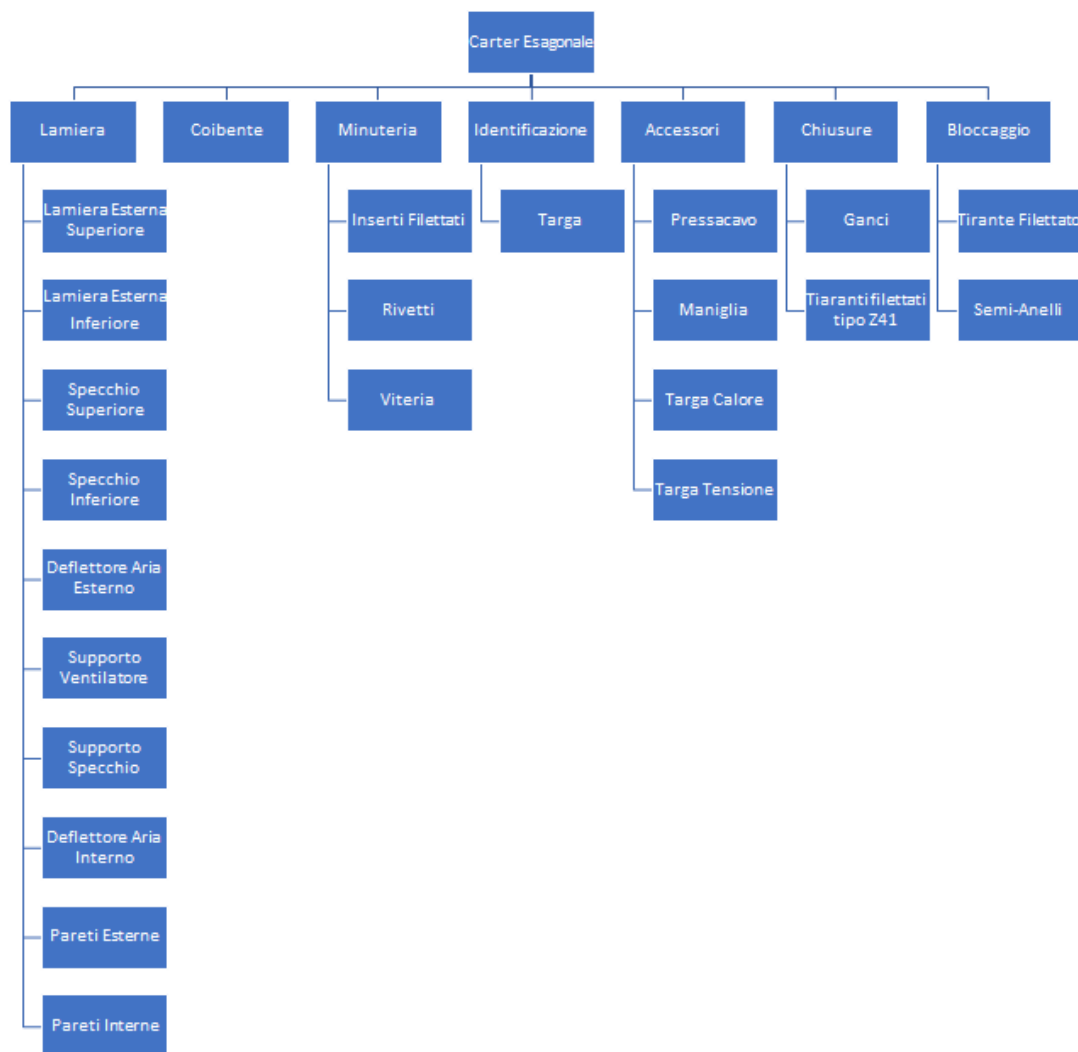 Carter Esagonale
Lamiera
Coibente
Minuteria
Identificazione
Accessori
Chiusure
Bloccaggio
Lamiera Esterna
Superiore
Lamiera Esterna
Inferiore
Specchio
Superiore
Specchio
Inferiore
Deflettore Aria
Esterno
Supporto
Ventilatore
Supporto
Specchio
Deflettore Aria
Interno
Pareti Esterne
Pareti Interne
Inserti Filettati
Rivetti
Viteria
Targa
Pressacavo
Maniglia
Targa Calore
Targa Tensione
Ganci
Tiaranti filettati
tipo Z41
Tirante Filettato
Semi-Anelli